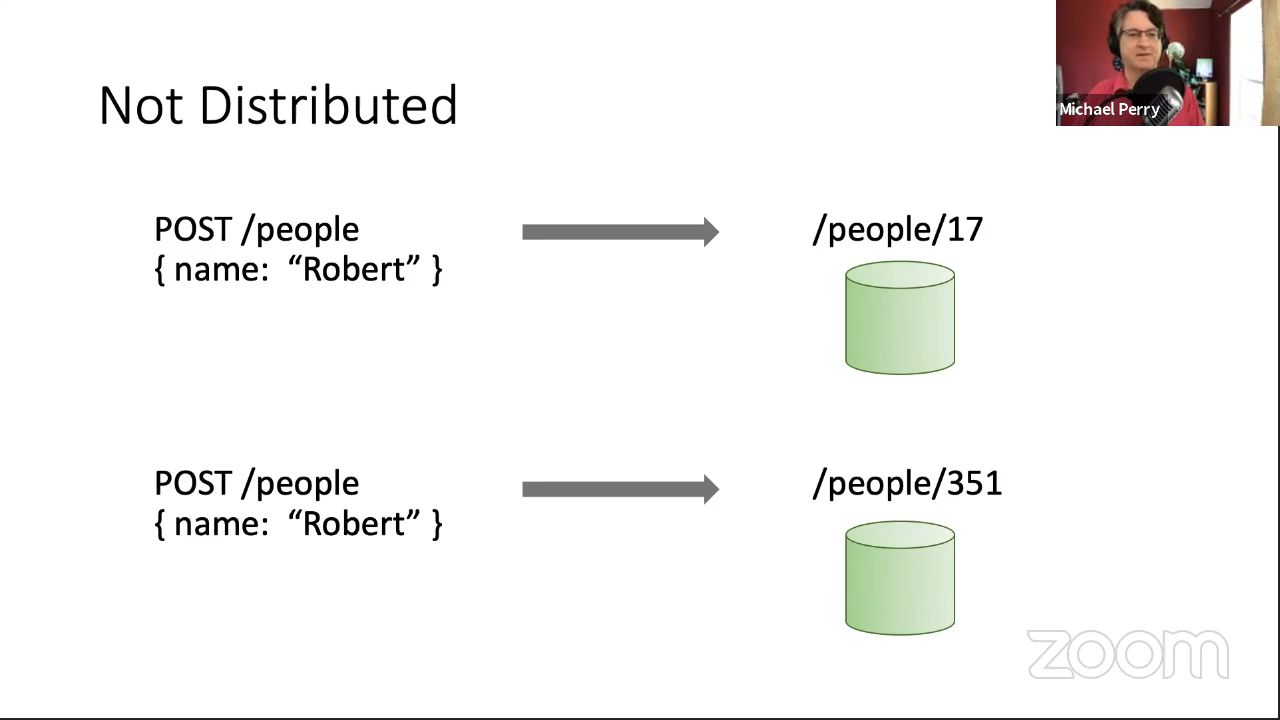 Not Distributed
Michael Perry
POST /people
{ name: “Robert” }
/people/17
POST /people
{ name: “Robert” }
/people/351
zoom